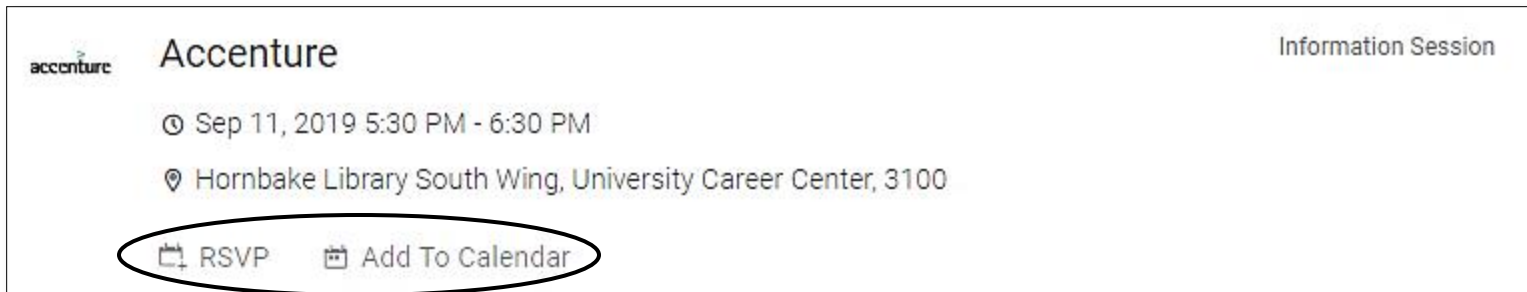 accenture
Accenture
Information Session
Sep 11, 2019 5:30 PM - 6:30 PM
Hornbake Library South Wing, University Career Center, 3100
RSVP Add To Calendar